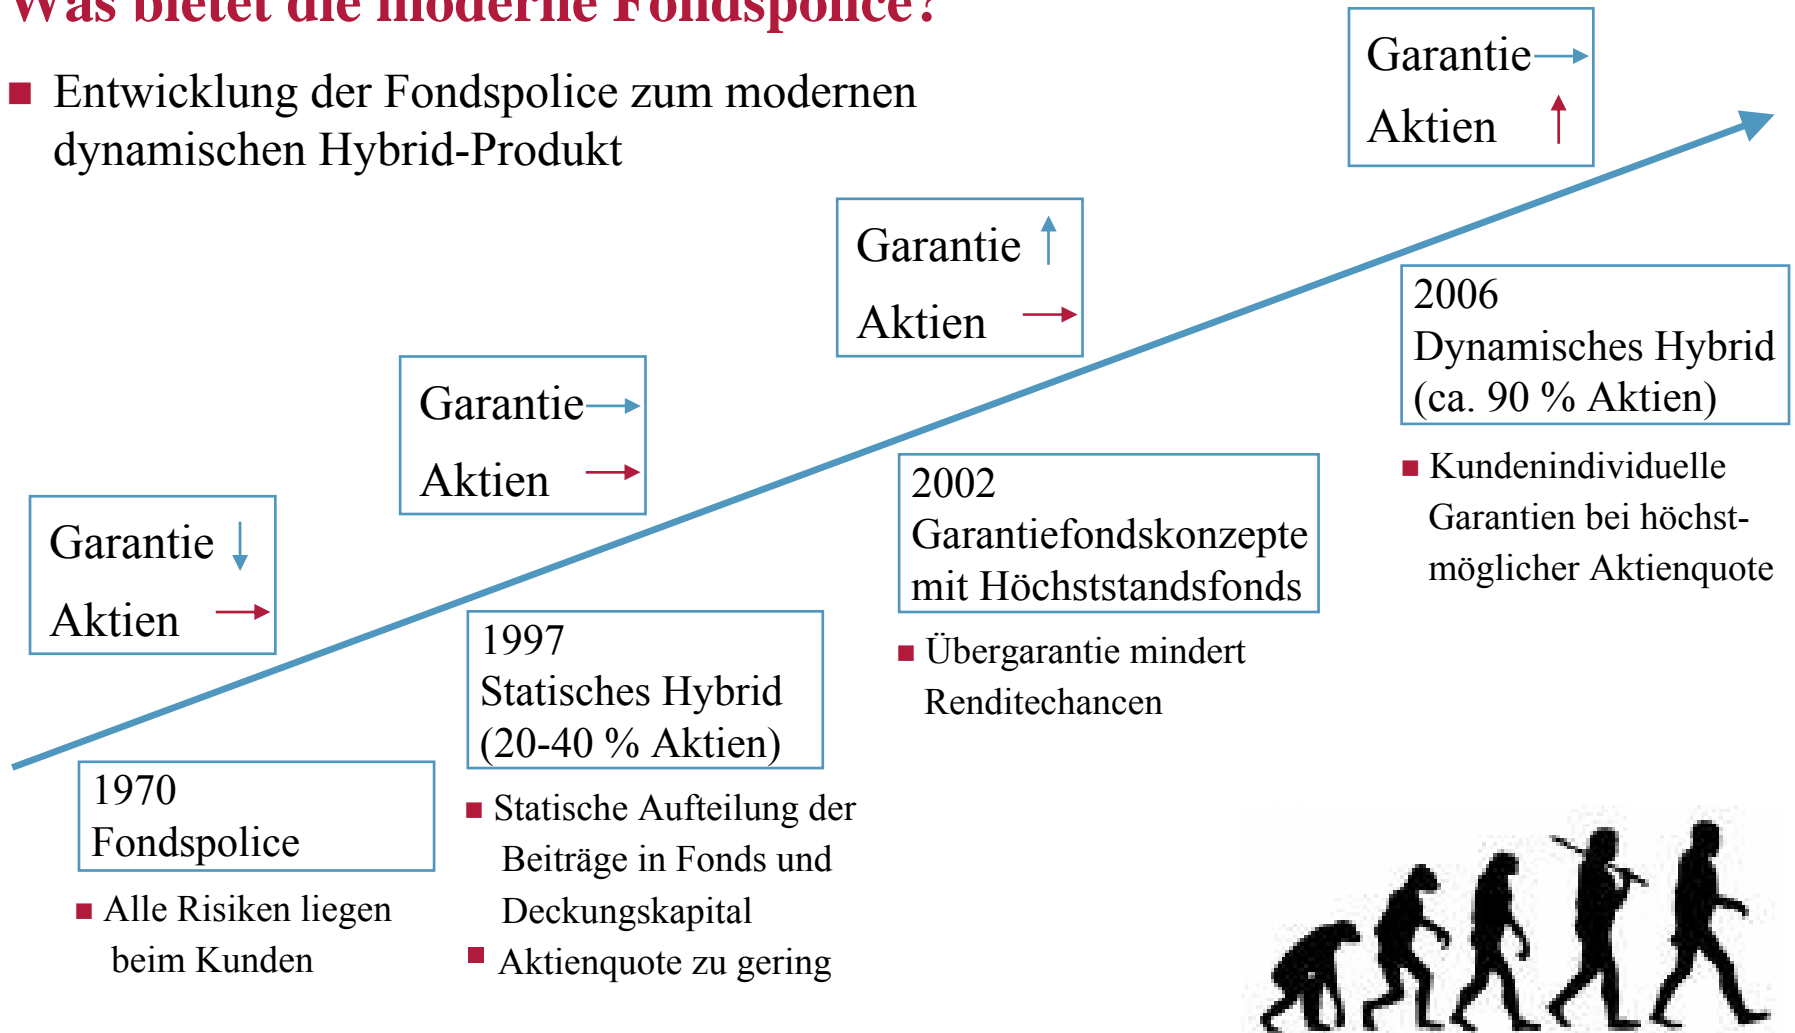 Was bietet die moderne Fondspolice?
■ Entwicklung der Fondspolice zum modernen
dynamischen Hybrid-Produkt
Garantie ↓
Aktien →
1970
Fondspolice
■ Alle Risiken liegen
beim Kunden
Garantie →
Aktien →
1997
Statisches Hybrid
(20-40 % Aktien)
■ Statische Aufteilung der
Beiträge in Fonds und
Deckungskapital
■ Aktienquote zu gering
Garantie ↑
Aktien →
2002
Garantiefondskonzepte
mit Höchststandsfonds
■ Übergarantie mindert
Renditechancen
Garantie →
Aktien ↑
2006
Dynamisches Hybrid
(ca. 90 % Aktien)
■ Kundenindividuelle
Garantien bei höchst-
möglicher Aktienquote